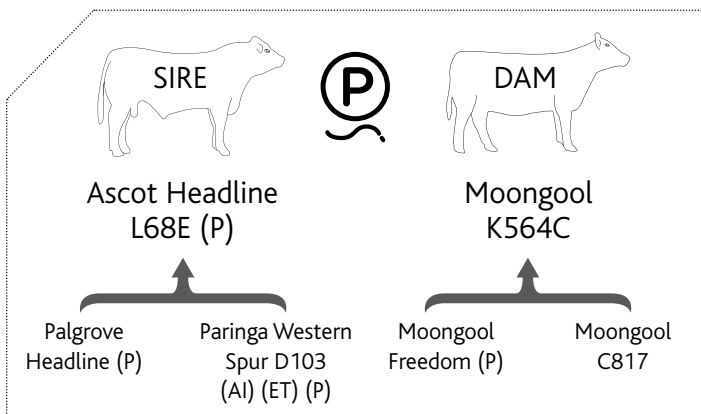 SIRE
P
DAM
Ascot Headline
L68E (P)
Moongool
K564C
Palgrove
Headline (P)
Paringa Western
Spur D103
(AI) (ET) (P)
Moongool
Freedom (P)
Moongool
C817